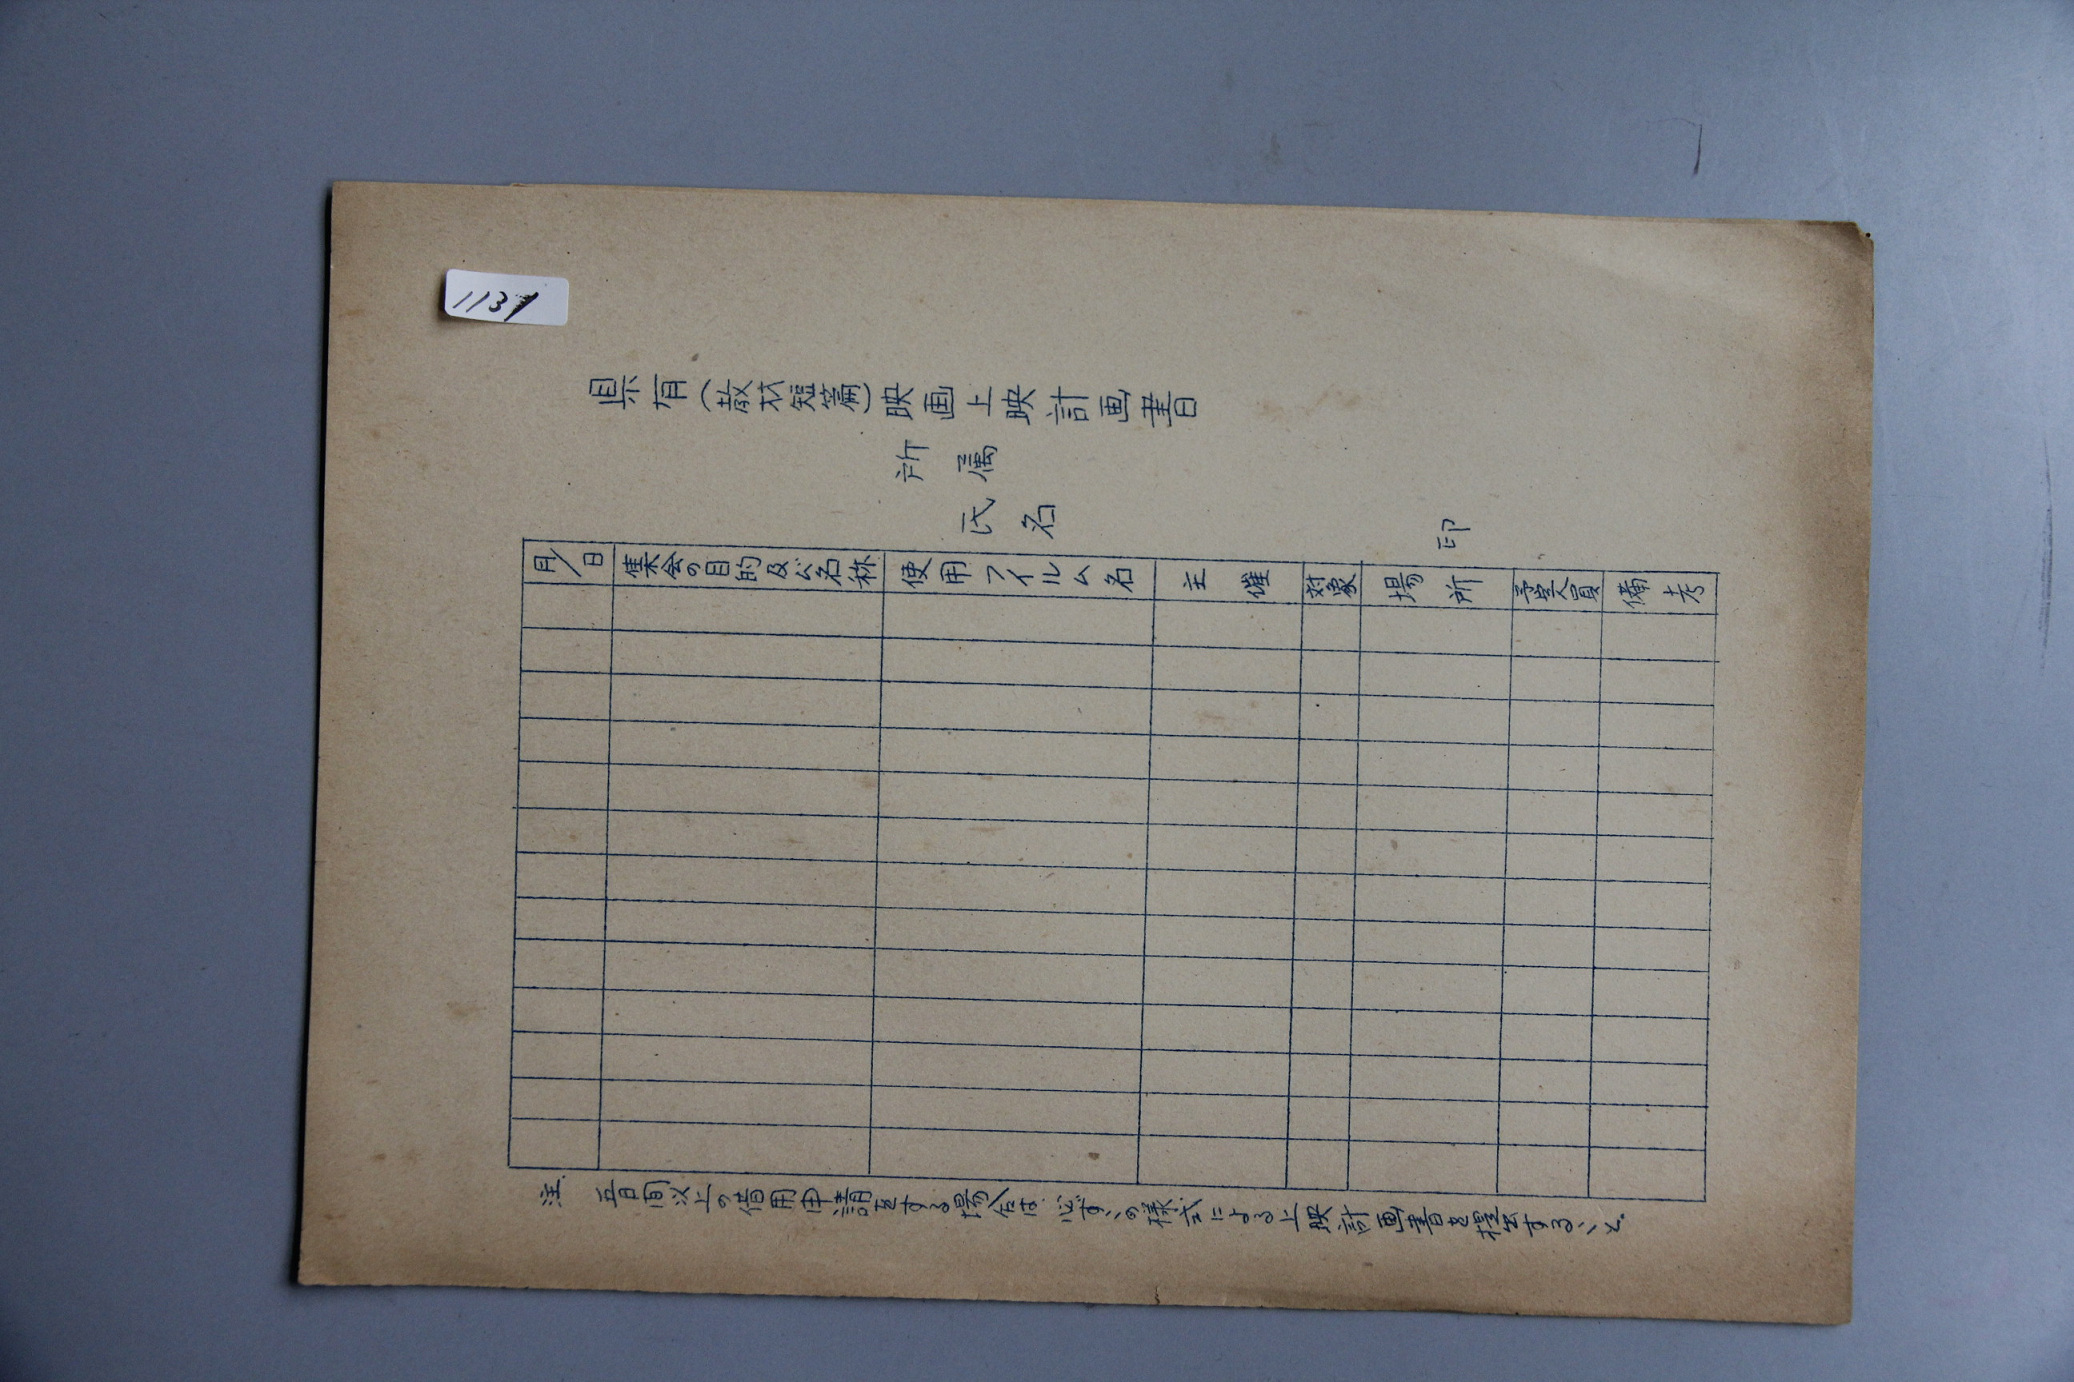 県有(教材短篇)映画上映計画書
所属
氏名 印
月/日 集会の目的及び名称 使用フイルム名 主催 対象 場所 予定人員 備考
注. 五日間以上の借用申請をする場合は必ずこの様式による上映計画書を提出すること。